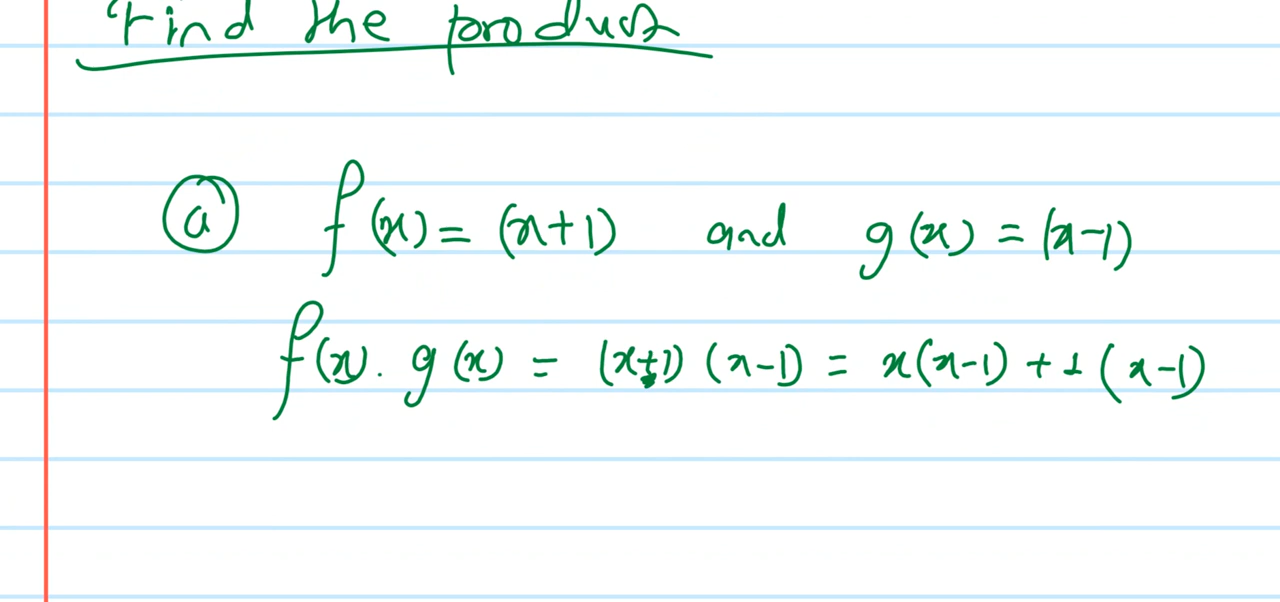 Find the product
(a) f(x) = (x+1) and g(x) = (x-1)
f(x). g(x) = (x+1) (x-1) = x(x-1) + 1 (x-1)